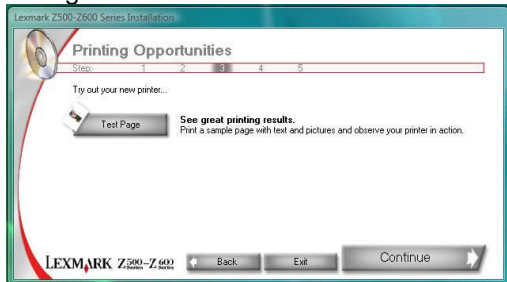 Lexmark Z500-Z600 Series Installation
Printing Opportunities
Step: 1 2 3 4 5
Try out your new printer...
Test Page
See great printing results.
Print a sample page with text and pictures and observe your printer in action.
LEXMARK Z500-Z600 Series Series
Back
Exit
Continue